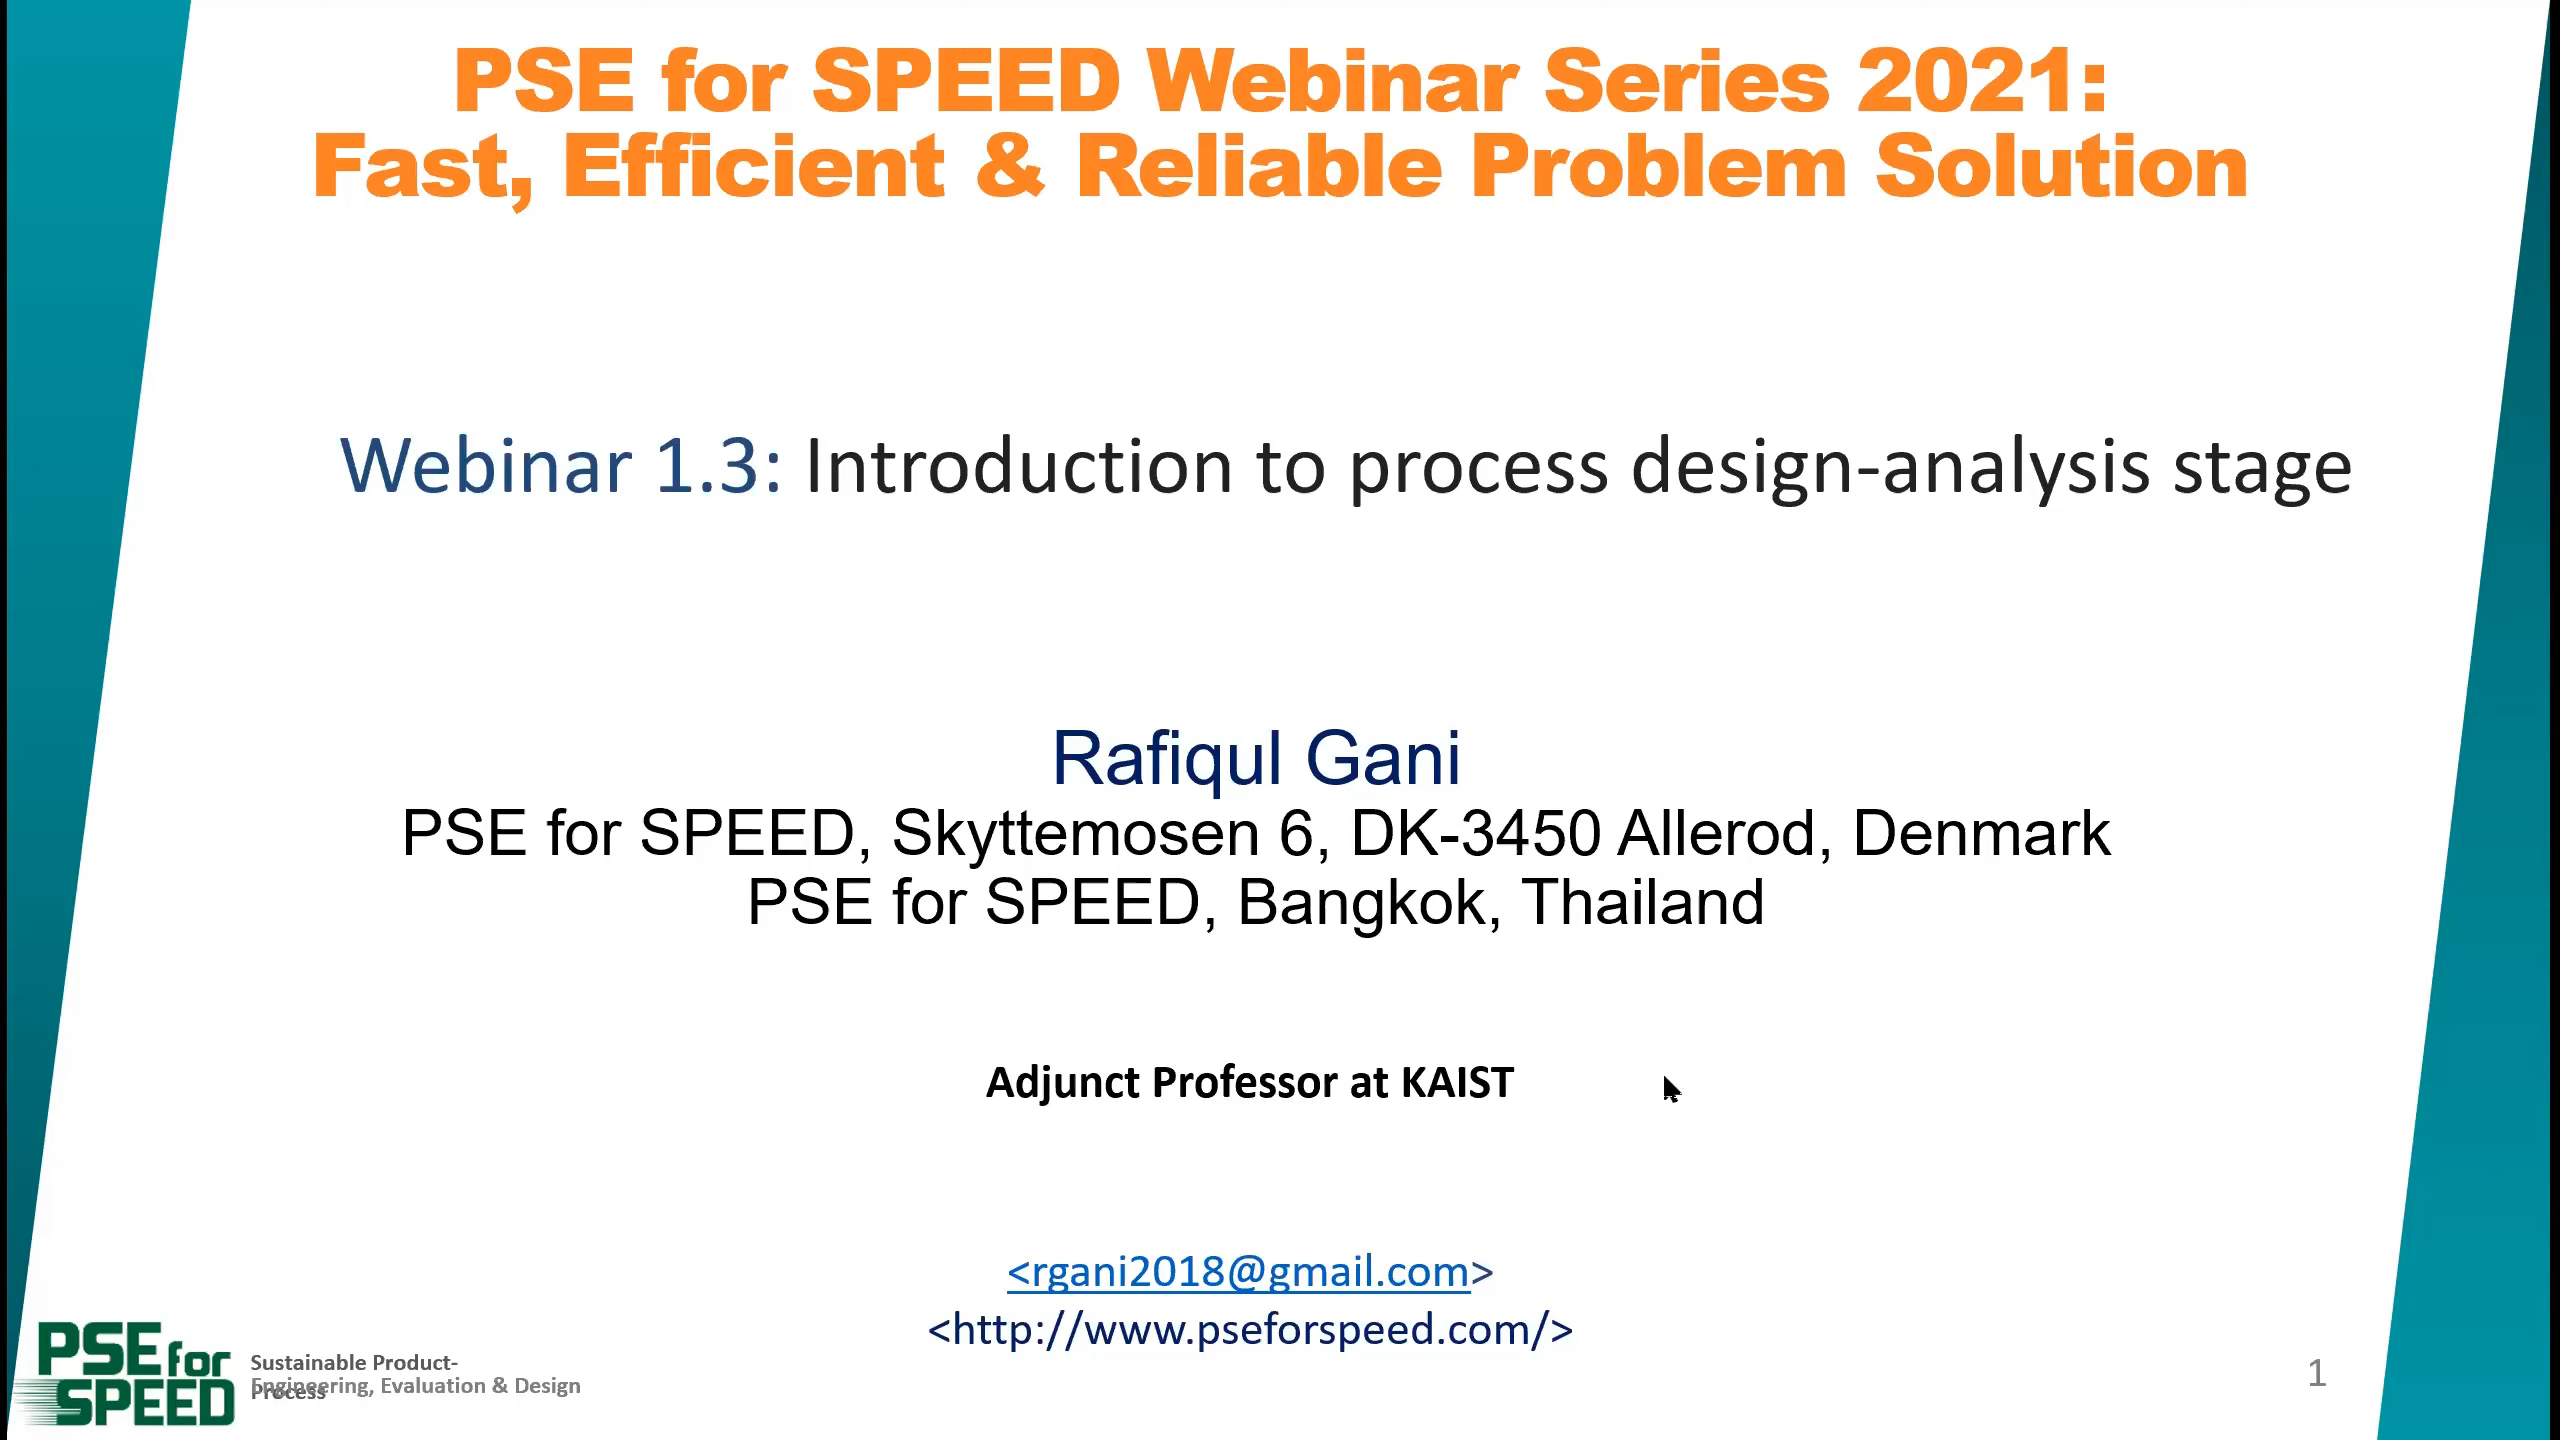 PSE for SPEED Webinar Series 2021:
Fast, Efficient & Reliable Problem Solution
Webinar 1.3: Introduction to process design-analysis stage
Rafiqul Gani
PSE for SPEED, Skyttemosen 6, DK-3450 Allerod, Denmark
PSE for SPEED, Bangkok, Thailand
Adjunct Professor at KAIST
<rgani2018@gmail.com>
<http://www.pseforspeed.com/>
PSE for
SPEED
Sustainable Product-
Process
Engineering, Evaluation & Design
1